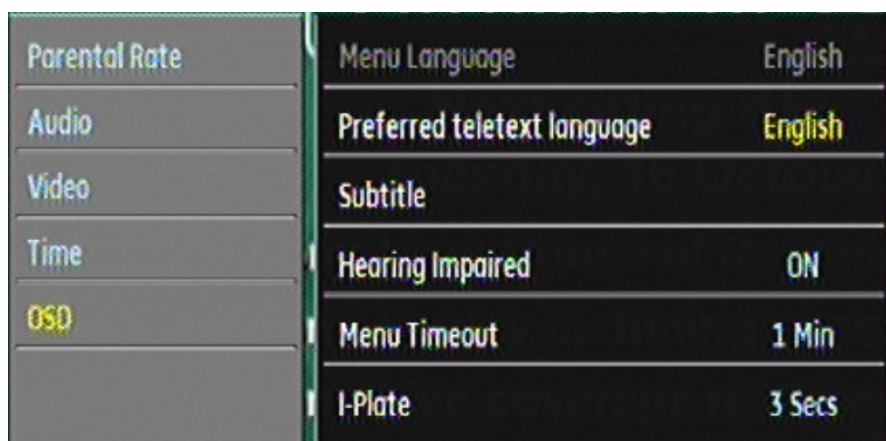 Parental Rate
Audio
Video
Time
OSD
Menu Language English
Preferred teletext language English
Subtitle
Hearing Impaired ON
Menu Timeout 1 Min
I-Plate 3 Secs